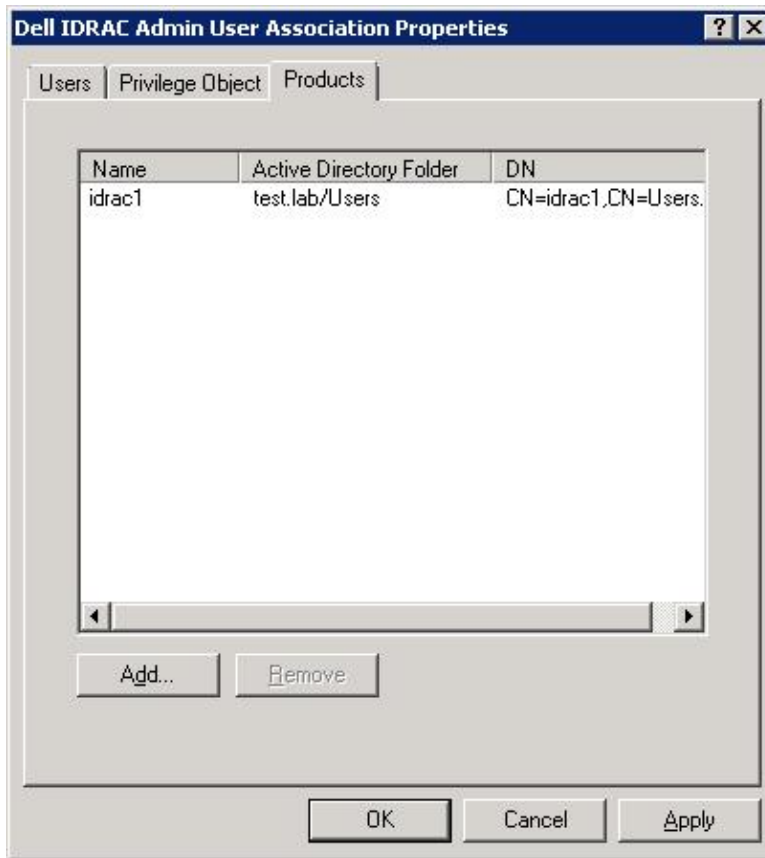 Dell IDRAC Admin User Association Properties
Users Privilege Object Products
Name Active Directory Folder DN
idrac1 test.lab/Users CN=idrac1,CN=Users.
Add... Remove
OK Cancel Apply